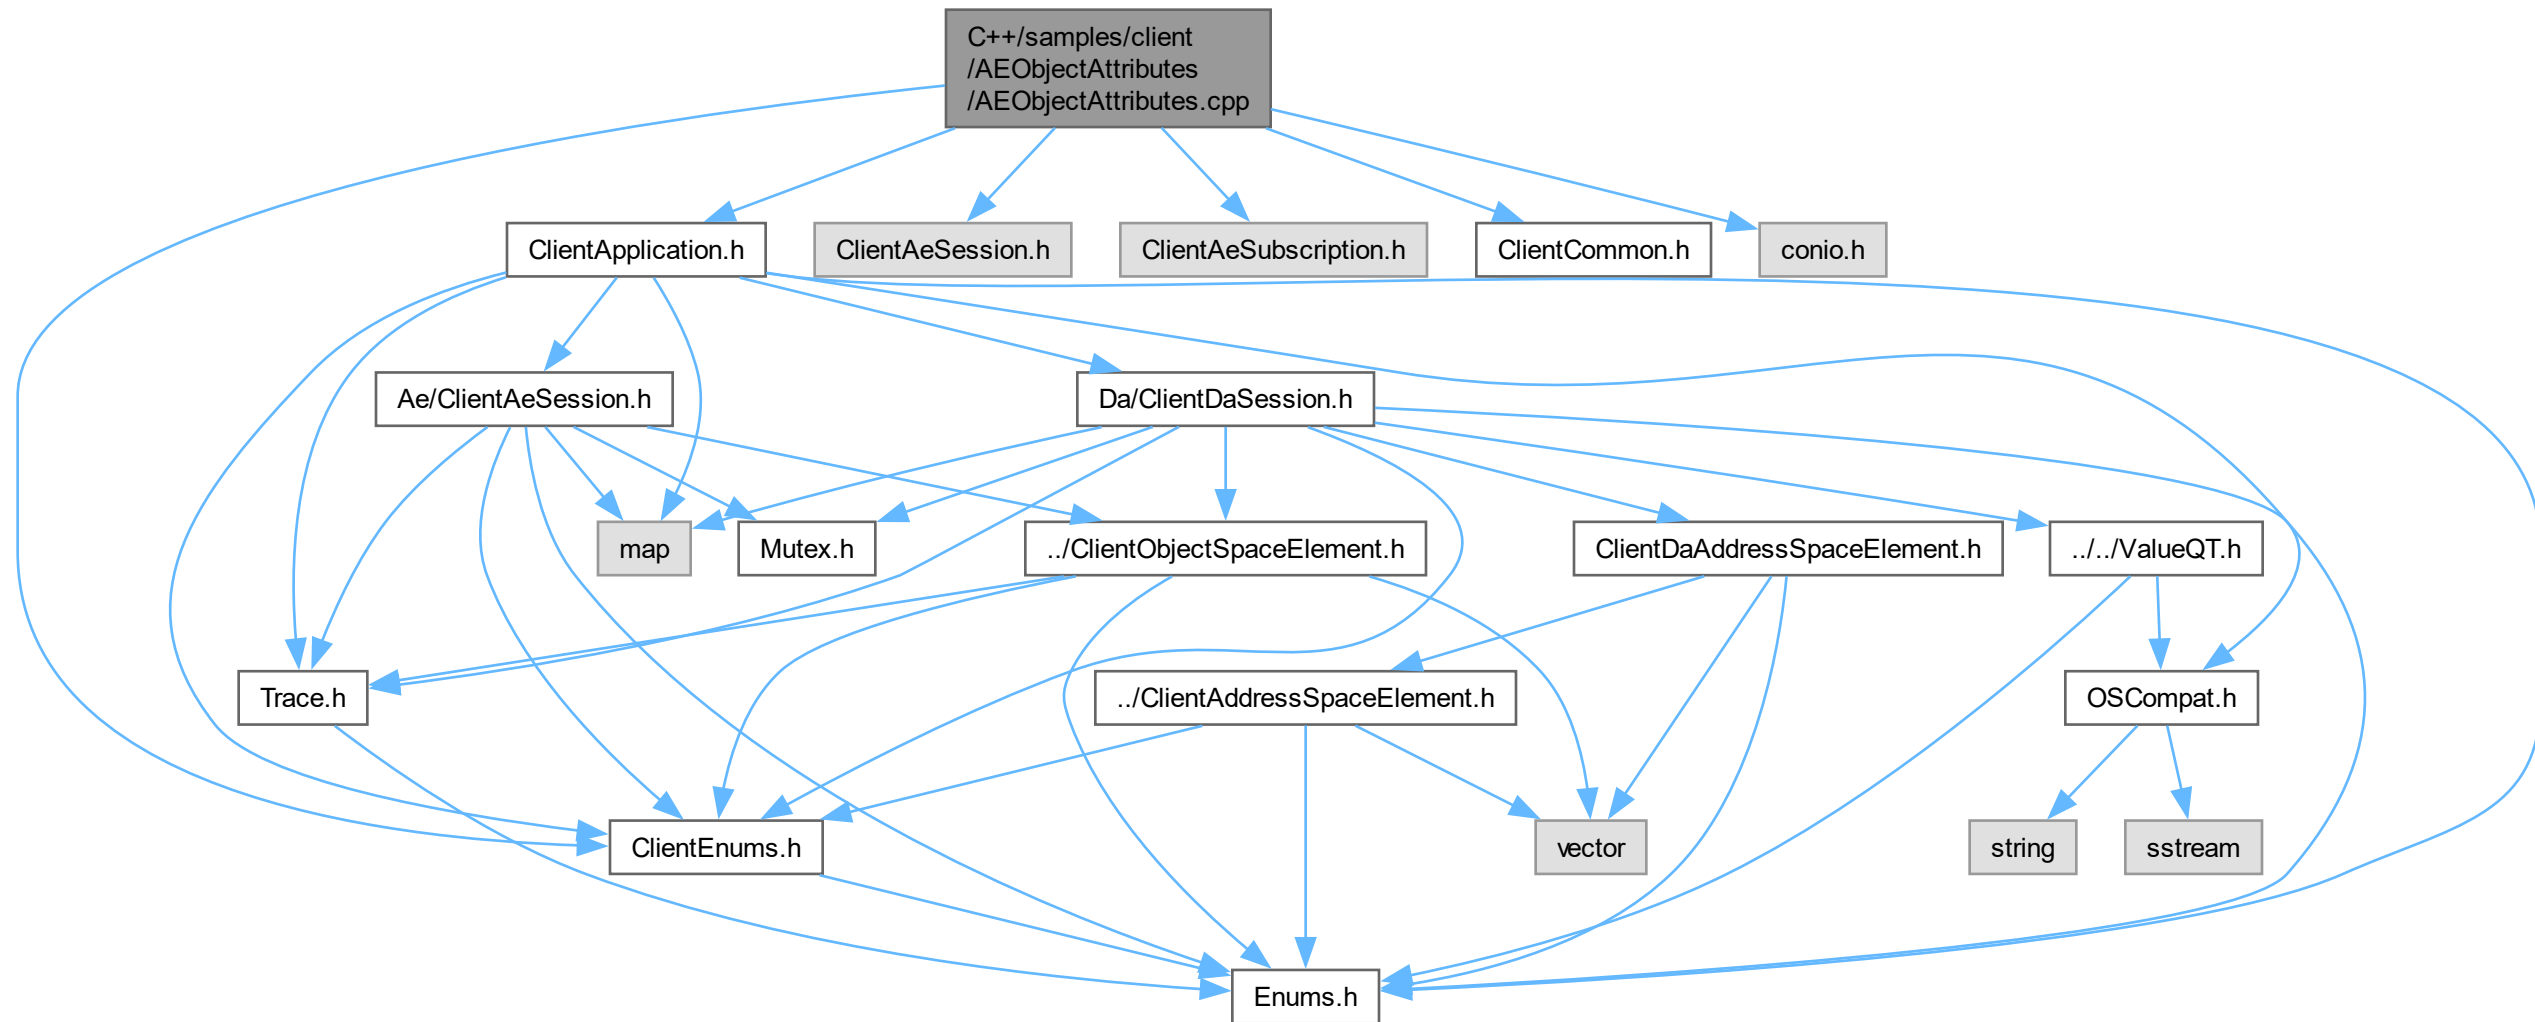 C++/samples/client
/AEObjectAttributes
/AEObjectAttributes.cpp
ClientApplication.h
ClientAeSession.h
ClientAeSubscription.h
ClientCommon.h
conio.h
Ae/ClientAeSession.h
Da/ClientDaSession.h
map
Mutex.h
../ClientObjectSpaceElement.h
ClientDaAddressSpaceElement.h
../../ValueQT.h
Trace.h
../ClientAddressSpaceElement.h
OSCompat.h
ClientEnums.h
vector
string
sstream
Enums.h